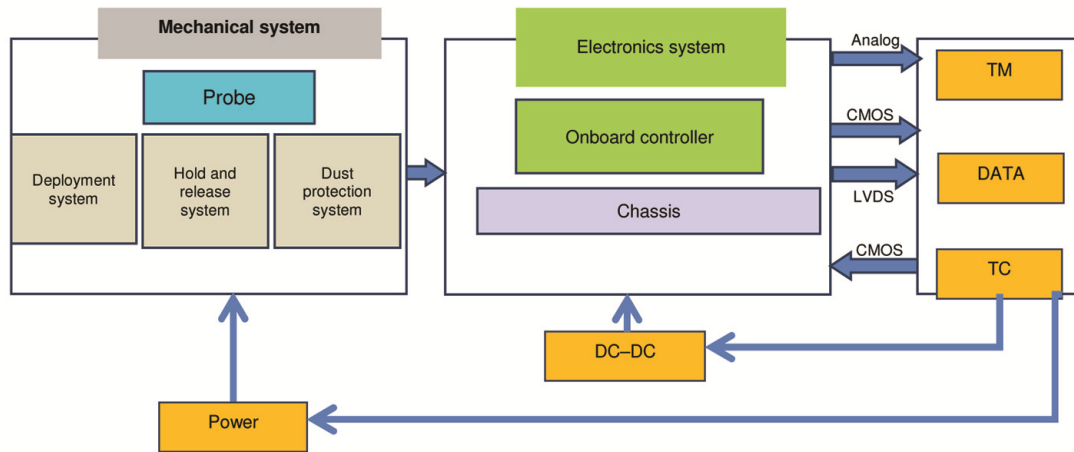 Mechanical system
Probe
Deployment
system
Hold and
release
system
Dust
protection
system
Electronics system
Onboard controller
Chassis
Analog
CMOS
LVDS
CMOS
TM
DATA
TC
DC–DC
Power